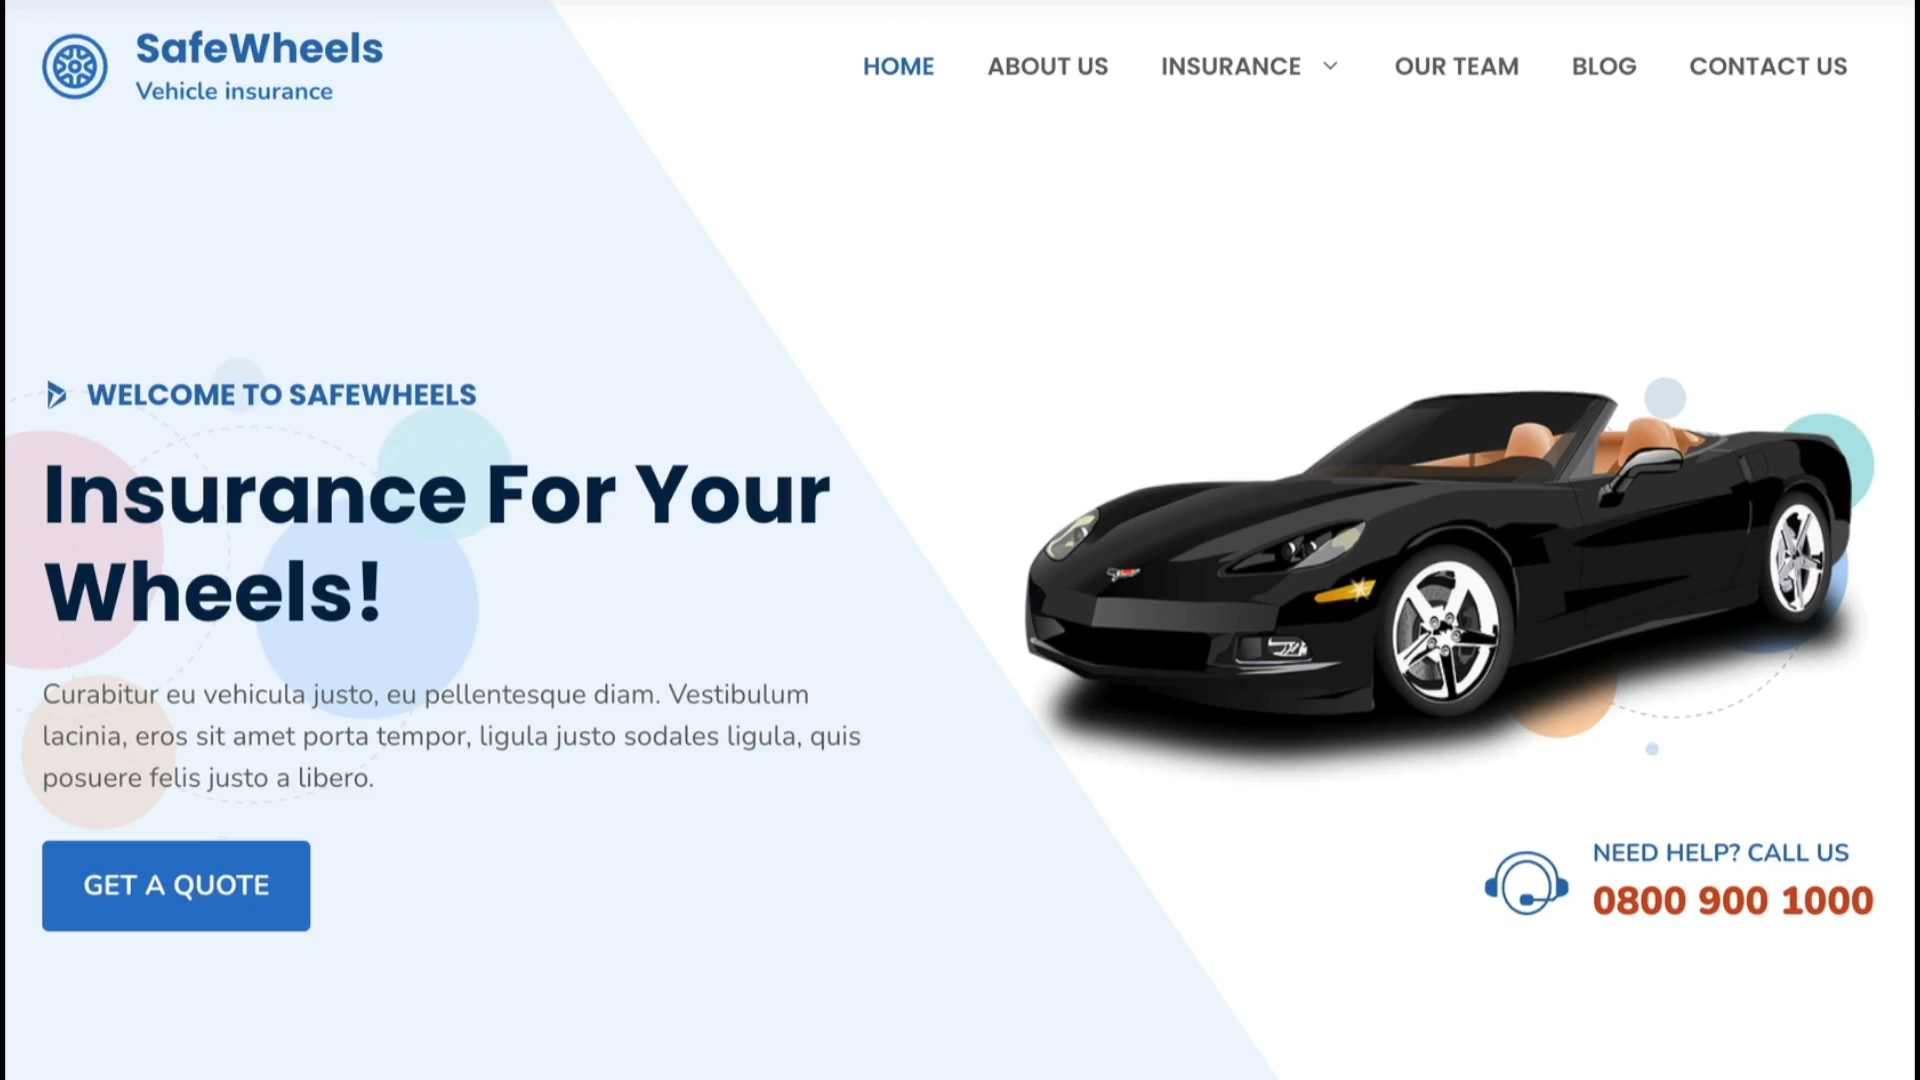 SafeWheels
Vehicle insurance
HOME ABOUT US INSURANCE OUR TEAM BLOG CONTACT US
WELCOME TO SAFEWHEELS
Insurance For Your
Wheels!
Curabitur eu vehicula justo, eu pellentesque diam. Vestibulum
lacinia, eros sit amet porta tempor, ligula justo sodales ligula, quis
posuere felis justo a libero.
GET A QUOTE
NEED HELP? CALL US
0800 900 1000